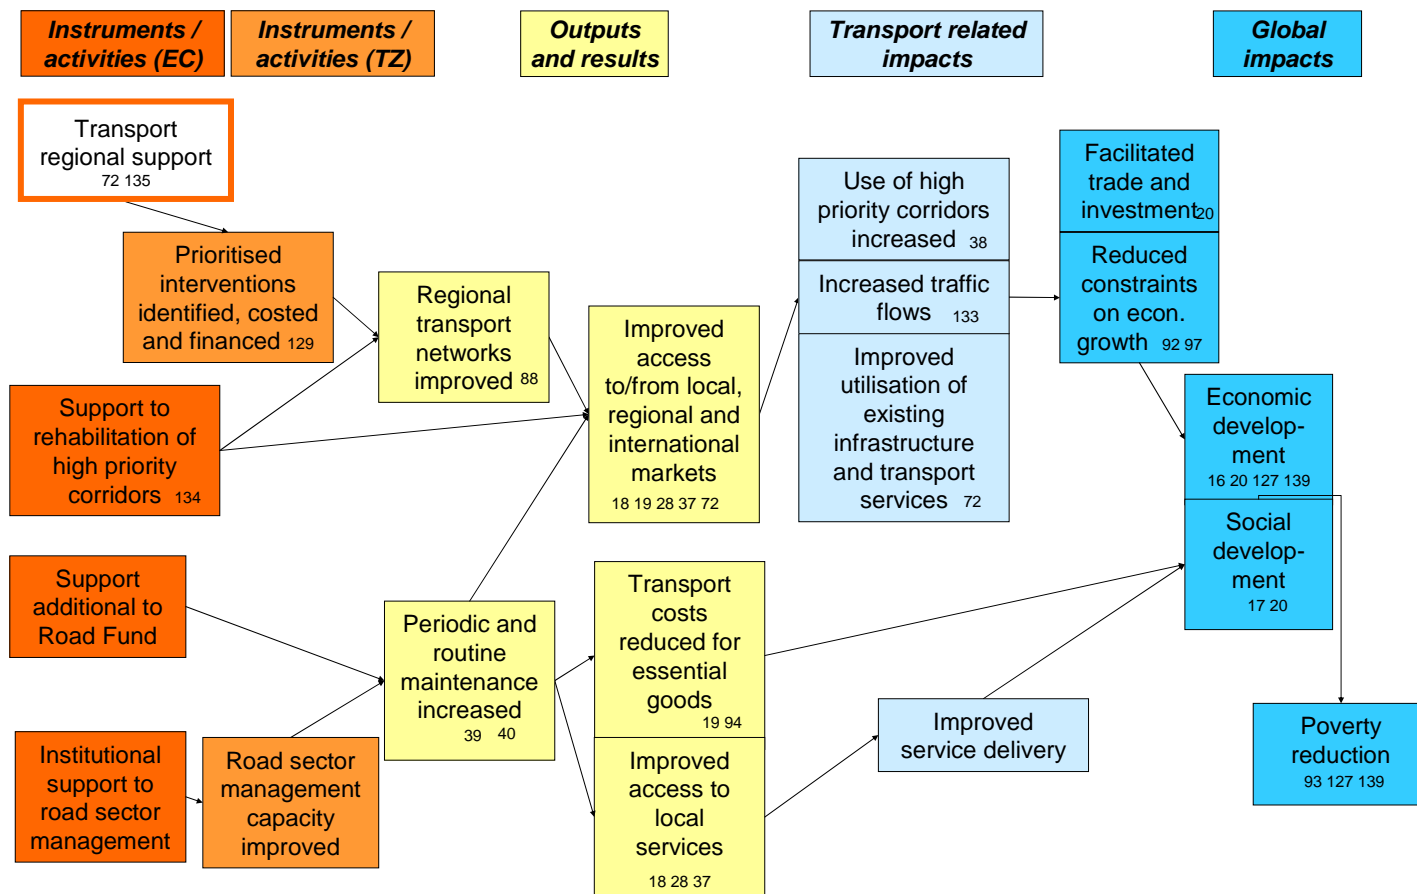 Instruments /
activities (EC)
Instruments /
activities (TZ)
Outputs
and results
Transport related
impacts
Global
impacts
Transport
regional support
72 135
Prioritised
interventions
identified, costed
and financed 129
Support to
rehabilitation of
high priority
corridors 134
Support
additional to
Road Fund
Institutional
support to
road sector
management
Road sector
management
capacity
improved
Regional
transport
networks
improved 88
Periodic and
routine
maintenance
increased
39 40
Improved
access
to/from local,
regional and
international
markets
18 19 28 37 72
Transport
costs
reduced for
essential
goods
19 94
Improved
access to
local
services
18 28 37
Use of high
priority corridors
increased 38
Increased traffic
flows 133
Improved
utilisation of
existing
infrastructure
and transport
services 72
Improved
service delivery
Facilitated
trade and
investment 20
Reduced
constraints
on econ.
growth 92 97
Economic
develop-
ment
16 20 127 139
Social
develop-
ment
17 20
Poverty
reduction
93 127 139